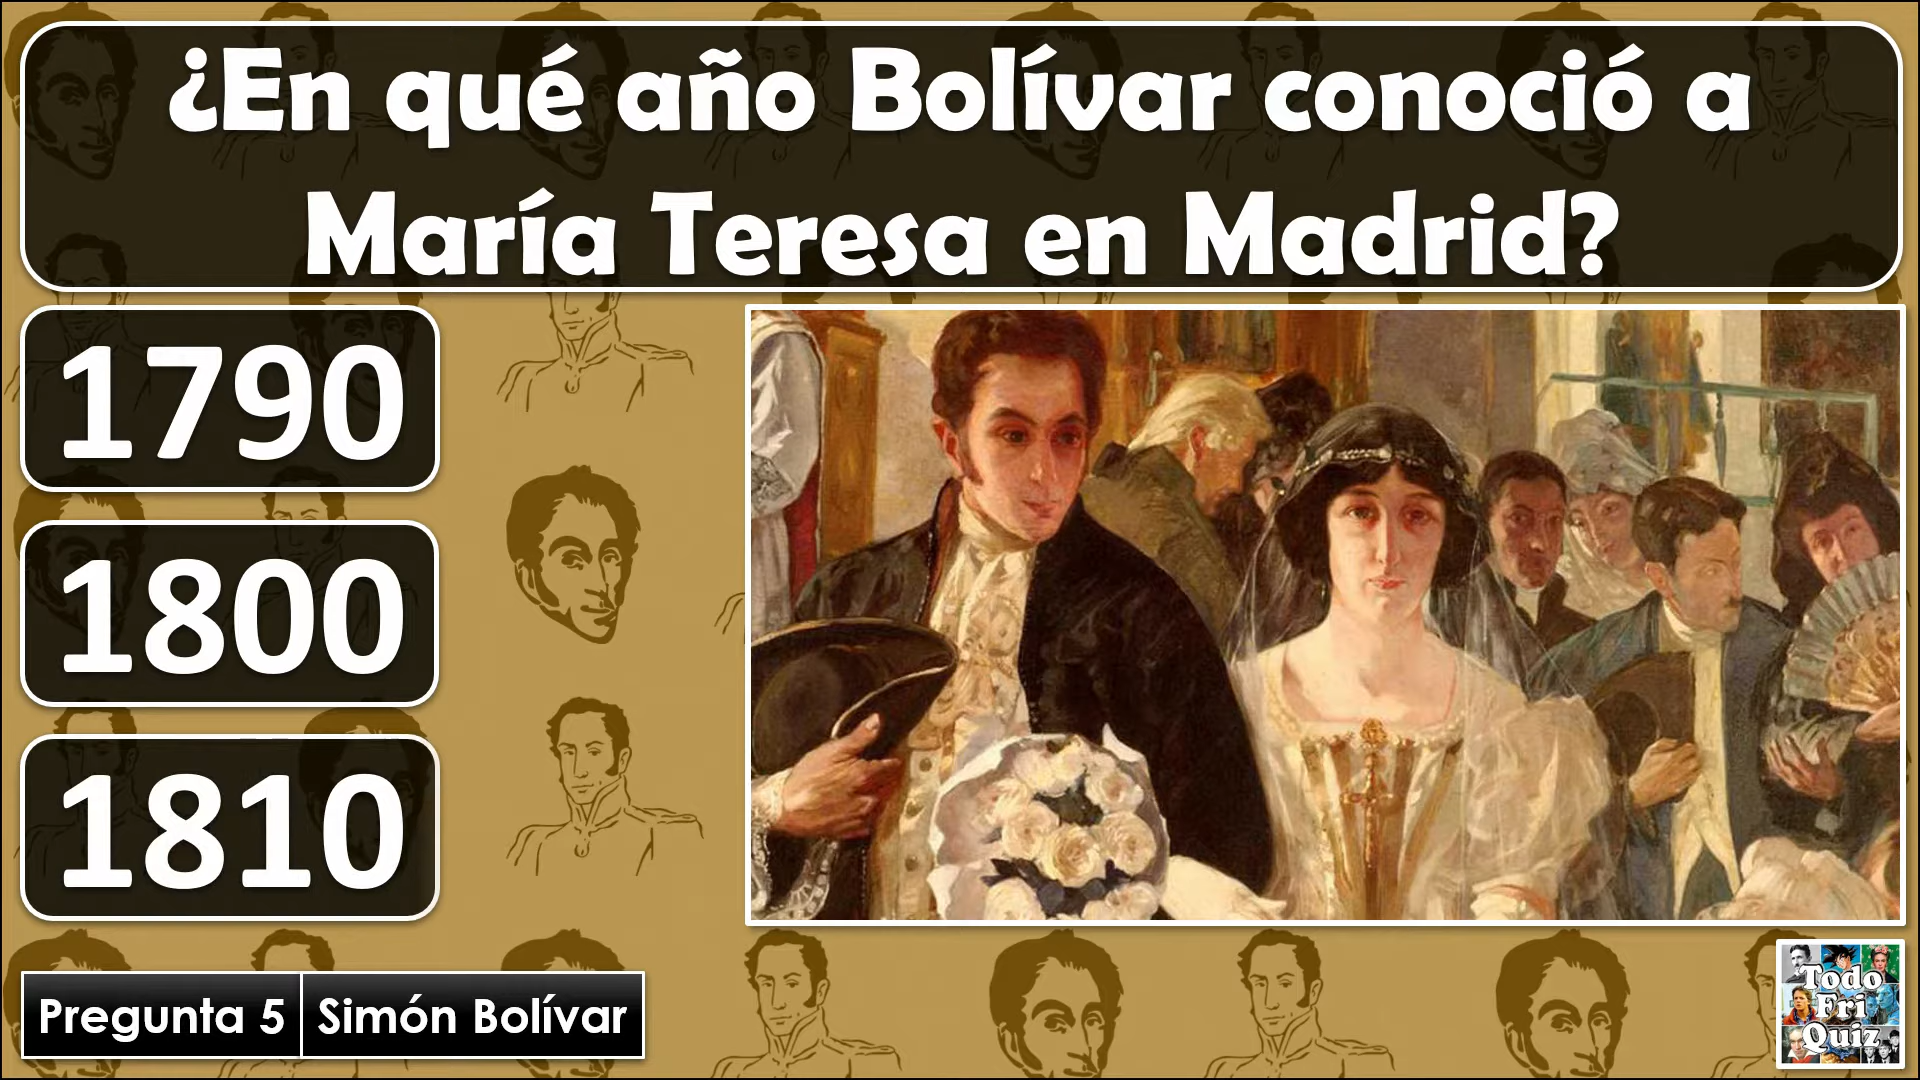 ¿En qué año Bolívar conoció a
María Teresa en Madrid?
1790
1800
1810
Pregunta 5
Simón Bolívar
Todo
Fri
Quiz